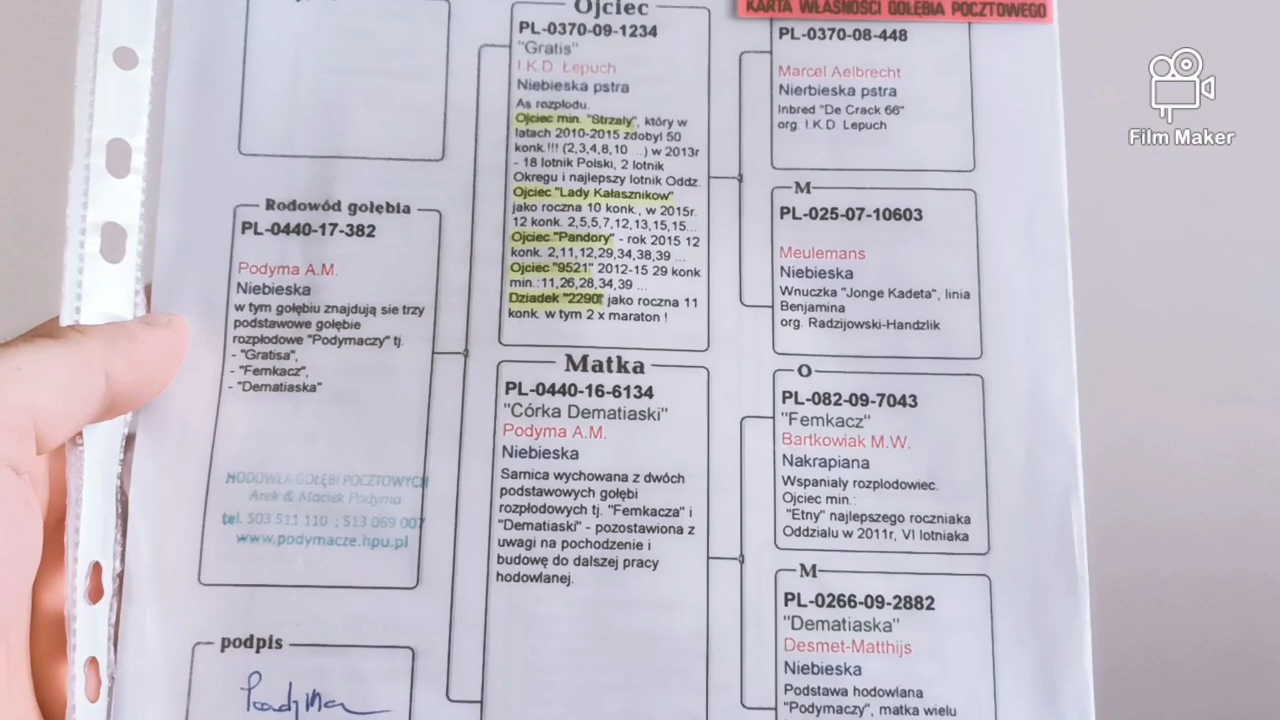 KARTA WŁASNOŚCI GOŁĘBIA POCZTOWEGO
Film Maker
Rodowód gołębia
PL-0440-17-382
Podyma A.M.
Niebieska
w tym gołębiu znajdują sie trzy
podstawowe gołębie
rozpłodowe "Podymaczy" tj.
- "Gratisa",
- "Femkacz",
- "Dematiaska"
HODOWLA GOŁĘBI POCZTOWYCH
Arek & Maciek Podyma
tel. 503 511 110 ; 513 069 007
www.podymacze.hpu.pl
podpis
Ojciec
PL-0370-09-1234
"Gratis"
I.K.D. Łepuch
Niebieska pstra
As rozpłodu.
Ojciec min. "Strzały", który w
latach 2010-2015 zdobył 50
konk.!!! (2,3,4,8,10 ...) w 2013r
- 18 lotnik Polski, 2 lotnik
Okregu i najlepszy lotnik Oddz.
Ojciec "Lady Kałasznikow"
jako roczna 10 konk., w 2015r.
12 konk. 2,5,5,7,12,13,15,15...
Ojciec "Pandory" - rok 2015 12
konk. 2,11,12,29,34,38,39 ...
Ojciec "9521" 2012-15 29 konk
min.:11,26,28,34,39 ...
Dziadek "2290" jako roczna 11
konk. w tym 2 x maraton !
Matka
PL-0440-16-6134
"Córka Dematiaski"
Podyma A.M.
Niebieska
Samica wychowana z dwóch
podstawowych gołębi
rozpłodowych tj. "Femkacza" i
"Dematiaski" - pozostawiona z
uwagi na pochodzenie i
budowę do dalszej pracy
hodowlanej.
PL-0370-08-448
Marcel Aelbrecht
Nierbieska pstra
Inbred "De Crack 66"
org. I.K.D. Lepuch
M
PL-025-07-10603
Meulemans
Niebieska
Wnuczka "Jonge Kadeta", linia
Benjamina
org. Radzijowski-Handzlik
O
PL-082-09-7043
"Femkacz"
Bartkowiak M.W.
Nakrapiana
Wspaniały rozplodowiec.
Ojciec min.:
"Etny" najlepszego roczniaka
Oddzialu w 2011r, VI lotniaka
M
PL-0266-09-2882
"Dematiaska"
Desmet-Matthijs
Niebieska
Podstawa hodowlana
"Podymaczy", matka wielu